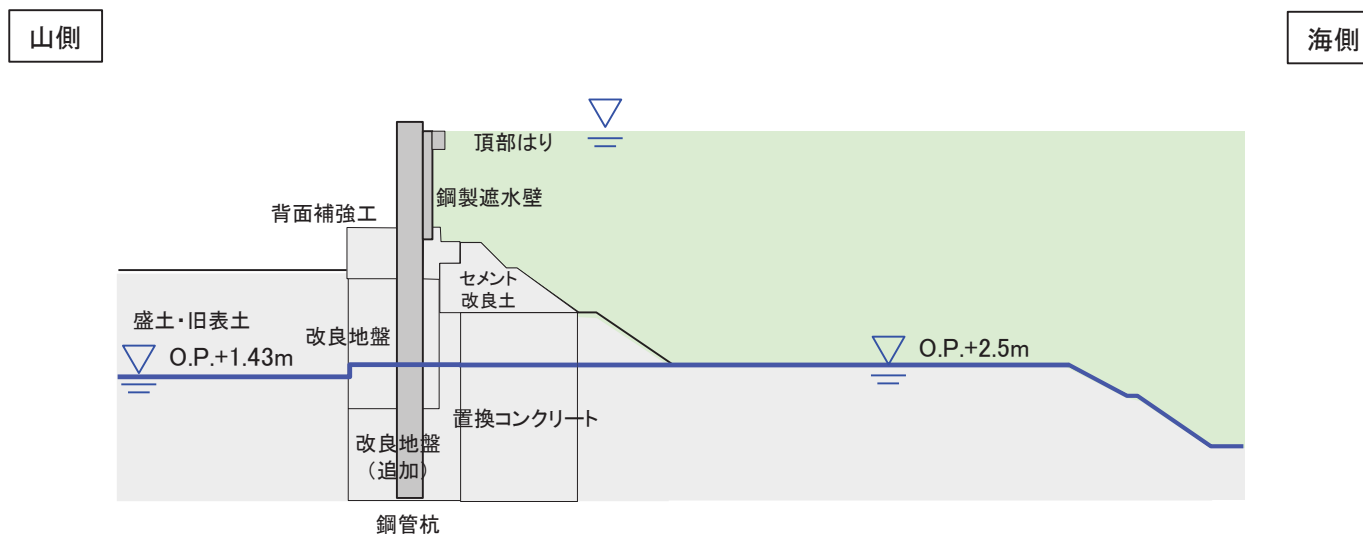 山側
海側
頂部はり
鋼製遮水壁
背面補強工
セメント
改良土
盛土・旧表土
改良地盤
O.P.+1.43m
O.P.+2.5m
置換コンクリート
改良地盤
（追加）
鋼管杭